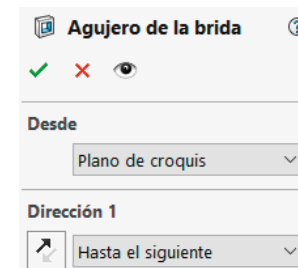 Agujero de la brida
Desde
Plano de croquis
Dirección 1
Hasta el siguiente